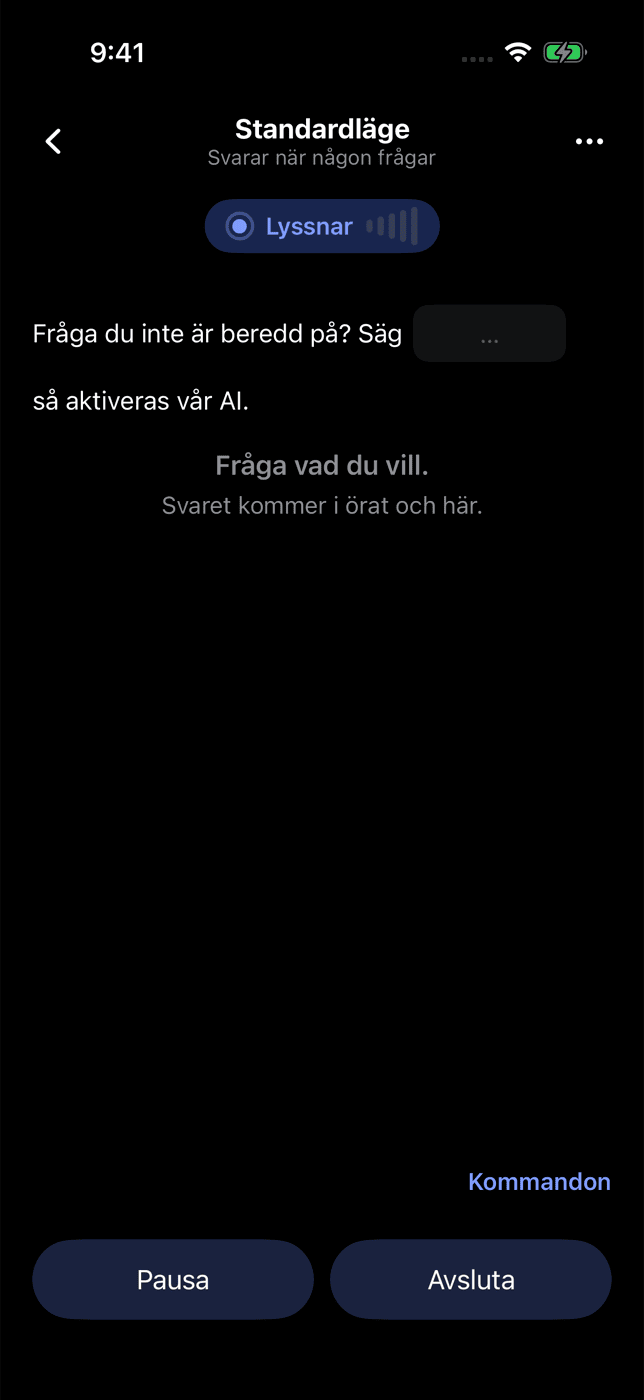 9:41
Standardläge
Svarar när någon frågar
Lyssnar
Fråga du inte är beredd på? Säg ...
så aktiveras vår AI.
Fråga vad du vill.
Svaret kommer i örat och här.
Kommandon
Pausa
Avsluta